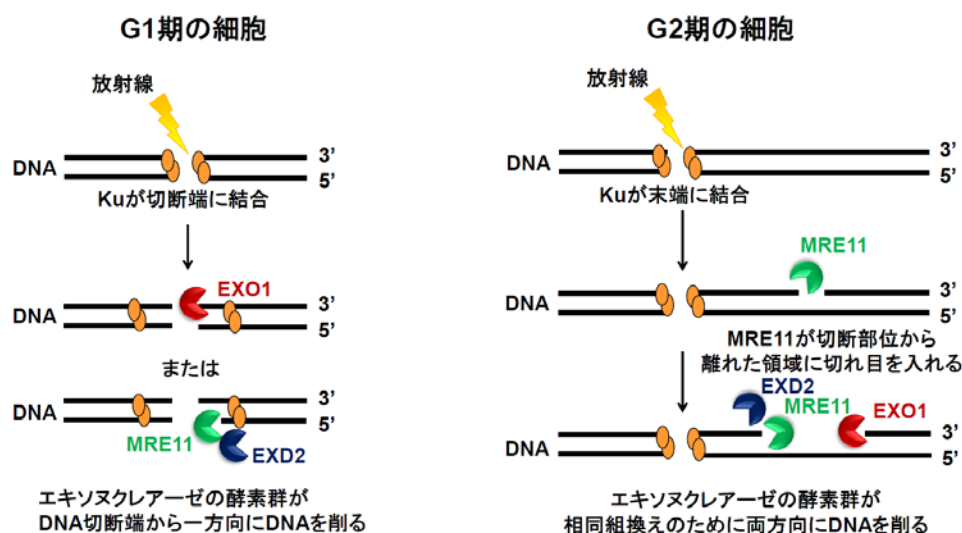 G1期の細胞
放射線
DNA
3’
5’
Kuが切断端に結合
EXO1
DNA
3’
5’
または
DNA
3’
5’
MRE11
EXD2
エキソヌクレアーゼの酵素群が
DNA切断端から一方向にDNAを削る
G2期の細胞
放射線
DNA
3’
5’
Kuが末端に結合
MRE11
DNA
3’
5’
MRE11が切断部位から
離れた領域に切れ目を入れる
EXD2
MRE11
EXO1
DNA
3’
5’
エキソヌクレアーゼの酵素群が
相同組換えのために両方向にDNAを削る